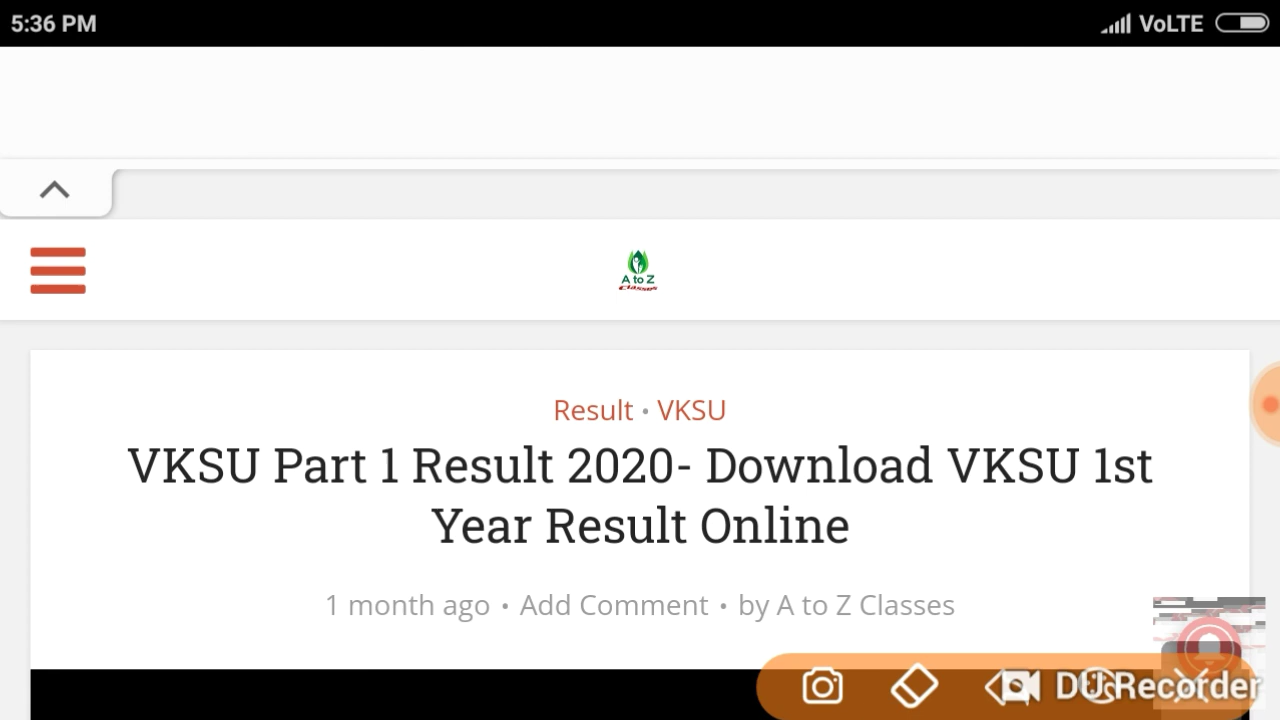 5:36 PM
VoLTE
A to Z
Classes
Result • VKSU
VKSU Part 1 Result 2020- Download VKSU 1st
Year Result Online
1 month ago • Add Comment • by A to Z Classes
DU Recorder